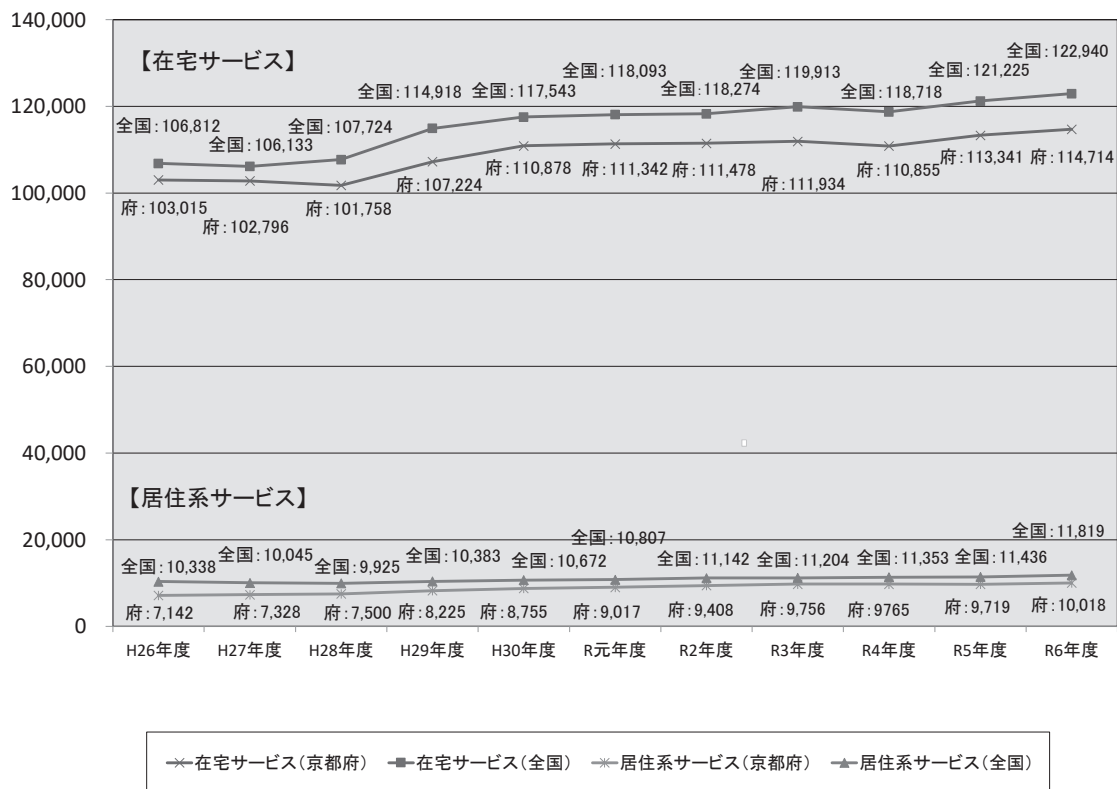 140,000
120,000
100,000
80,000
60,000
40,000
20,000
0
【在宅サービス】
全国:106,812
全国:106,133
全国:107,724
全国:114,918
全国:117,543
全国:118,093
全国:118,274
全国:119,913
全国:118,718
全国:121,225
全国:122,940
府:103,015
府:102,796
府:101,758
府:107,224
府:110,878
府:111,342
府:111,478
府:111,934
府:110,855
府:113,341
府:114,714
【居住系サービス】
全国:10,338
全国:10,045
全国:9,925
全国:10,383
全国:10,672
全国:10,807
全国:11,142
全国:11,204
全国:11,353
全国:11,436
全国:11,819
府:7,142
府:7,328
府:7,500
府:8,225
府:8,755
府:9,017
府:9,408
府:9,756
府:9765
府:9,719
府:10,018
H26年度 H27年度 H28年度 H29年度 H30年度 R元年度 R2年度 R3年度 R4年度 R5年度 R6年度
在宅サービス(京都府) 在宅サービス(全国) 居住系サービス(京都府) 居住系サービス(全国)